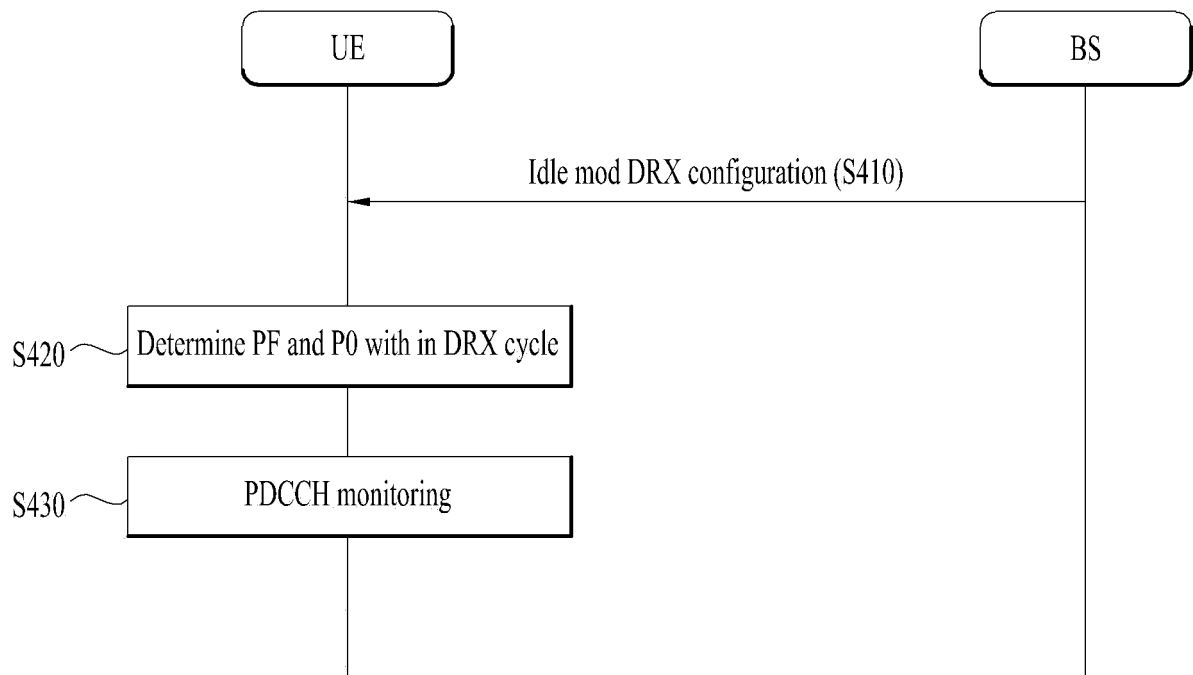 UE
BS
Idle mod DRX configuration (S410)
S420
Determine PF and P0 with in DRX cycle
S430
PDCCH monitoring